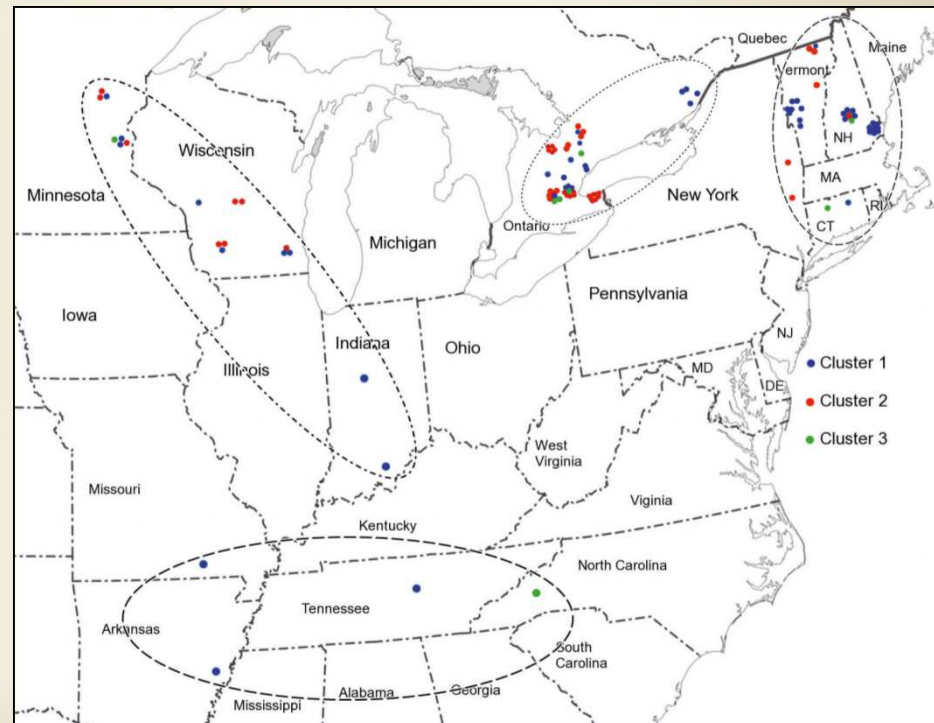 Quebec
Maine
ermont
Wisconsin
NH
Minnesota
MA
New York
RI
Ontario
CT
Michigan
Pennsylvania
Iowa
NJ
Indiana
Ohio
Cluster 1
MD
Illinois
DE
Cluster 2
Cluster 3
West
Virginia
Missouri
Viginia
Kentucky
North Carolina
Tennessee
Arkansas
South
Carolina
Alabama
Georgia
Mississippi